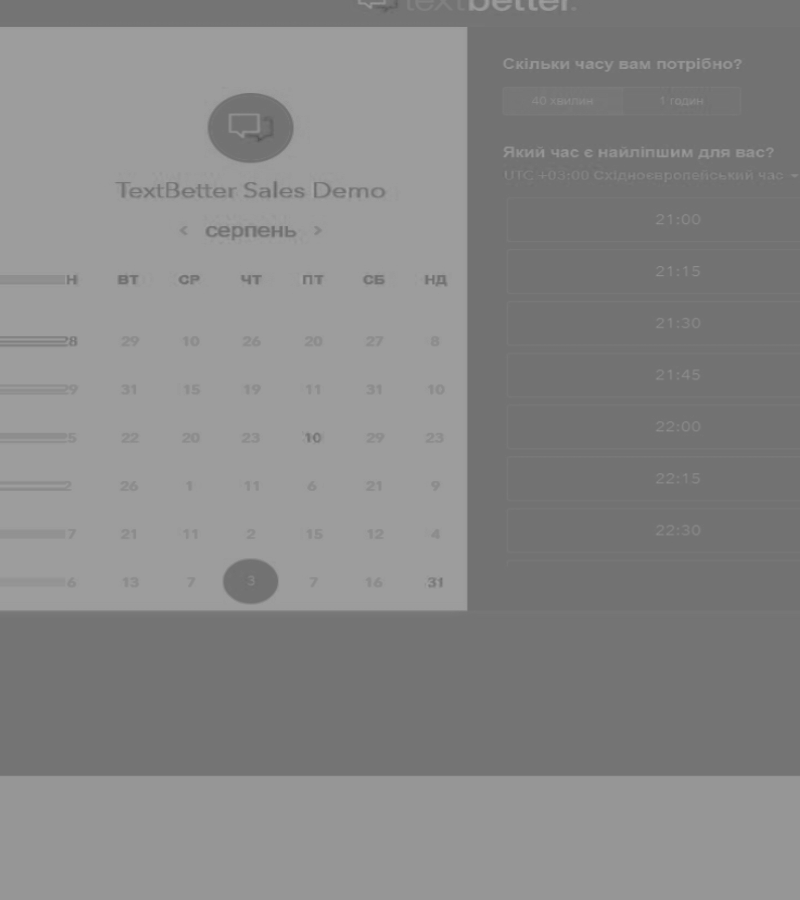 textbetter.
TextBetter Sales Demo
‹ серпень ›
Н ВТ СР ЧТ ПТ СБ НД
28 29 10 26 20 27 8
29 31 15 19 11 31 10
5 22 20 23 10 29 23
2 26 1 11 6 21 9
7 21 11 2 15 12 4
6 13 7 3 7 16 31
Скільки часу вам потрібно?
40 хвилин 1 годин
Який час є найліпшим для вас?
UTC +03:00 Східноєвропейський час
21:00
21:15
21:30
21:45
22:00
22:15
22:30